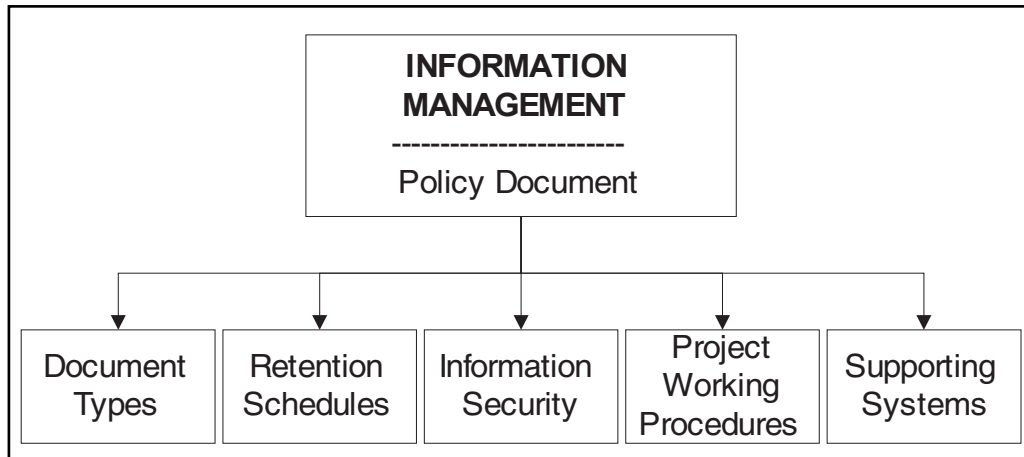 INFORMATION
MANAGEMENT
------------------------
Policy Document
Document
Types
Retention
Schedules
Information
Security
Project
Working
Procedures
Supporting
Systems